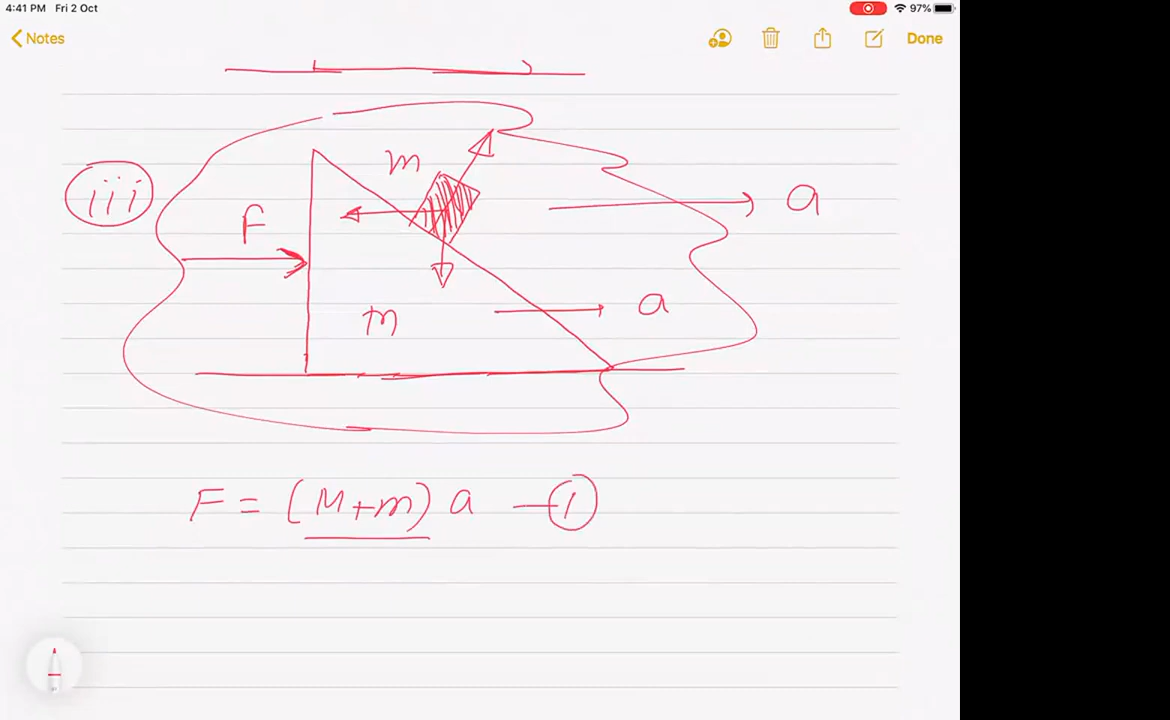 4:41 PM Fri 2 Oct
97%
Notes
Done
iii
m
F
a
m
a
F = (M+m) a — 1